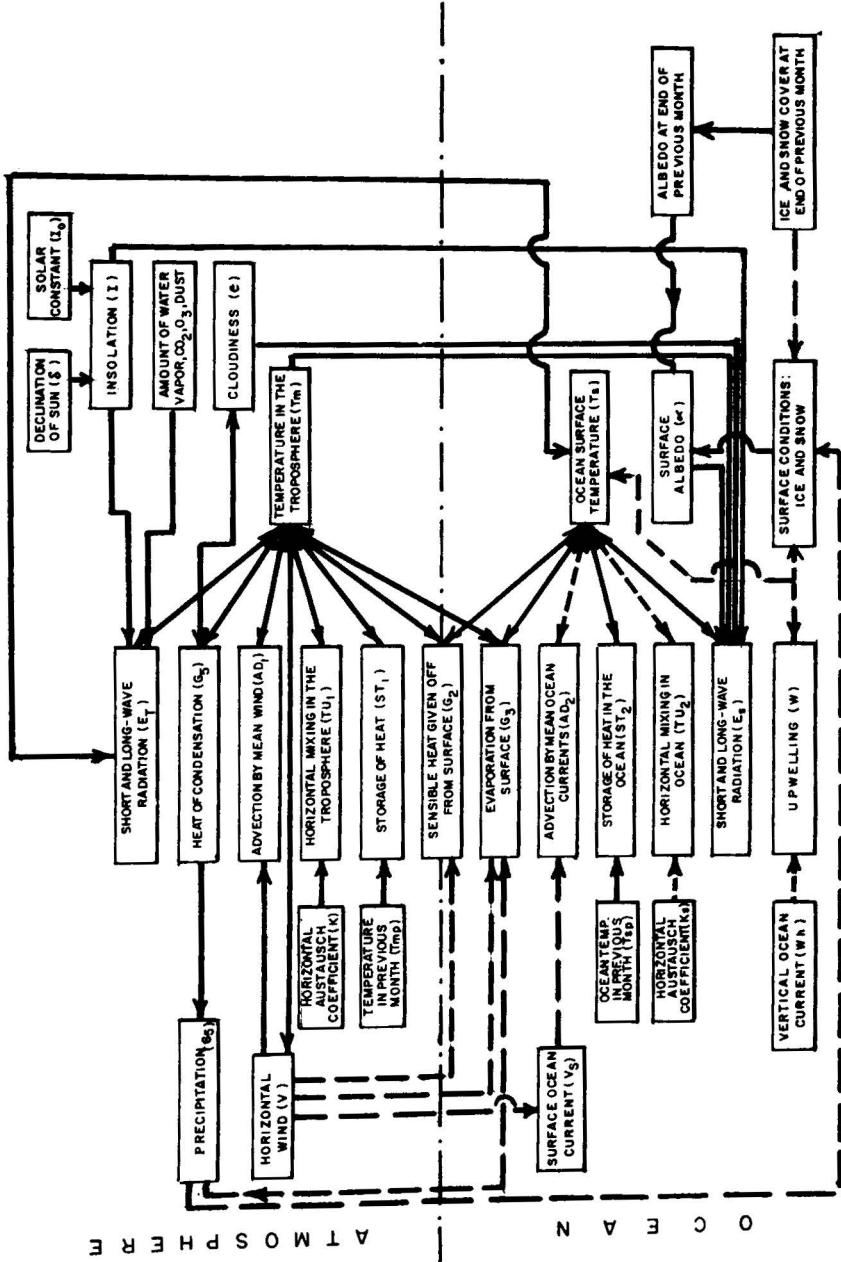 ATMOSPHERE
OCEAN
PRECIPITATION (G5)
HORIZONTAL
WIND (V)
SURFACE OCEAN
CURRENT (VS)
HORIZONTAL
AUSTAUSCH
COEFFICIENT (K)
TEMPERATURE
IN PREVIOUS
MONTH (Tmp)
OCEAN TEMP.
IN PREVIOUS
MONTH (Tsp)
HORIZONTAL
AUSTAUSCH
COEFFICIENT (Ks)
VERTICAL OCEAN
CURRENT (Wh)
SHORT AND LONG-WAVE
RADIATION (ET)
HEAT OF CONDENSATION (G5)
ADVECTION BY MEAN WIND (AD1)
HORIZONTAL MIXING IN THE
TROPOSPHERE (TU1)
STORAGE OF HEAT (ST1)
SENSIBLE HEAT GIVEN OFF
FROM SURFACE (G2)
EVAPORATION FROM
SURFACE (G3)
ADVECTION BY MEAN OCEAN
CURRENTS (AD2)
STORAGE OF HEAT IN THE
OCEAN (ST2)
HORIZONTAL MIXING IN
OCEAN (TU2)
SHORT AND LONG-WAVE
RADIATION (Es)
UPWELLING (W)
DECLINATION
OF SUN (δ)
SOLAR
CONSTANT (I0)
INSOLATION (I)
AMOUNT OF WATER
VAPOR, CO2, O3, DUST
CLOUDINESS (e)
TEMPERATURE IN THE
TROPOSPHERE (Tm)
OCEAN SURFACE
TEMPERATURE (Ts)
SURFACE
ALBEDO (α)
SURFACE CONDITIONS:
ICE AND SNOW
ALBEDO AT END OF
PREVIOUS MONTH
ICE AND SNOW COVER AT
END OF PREVIOUS MONTH